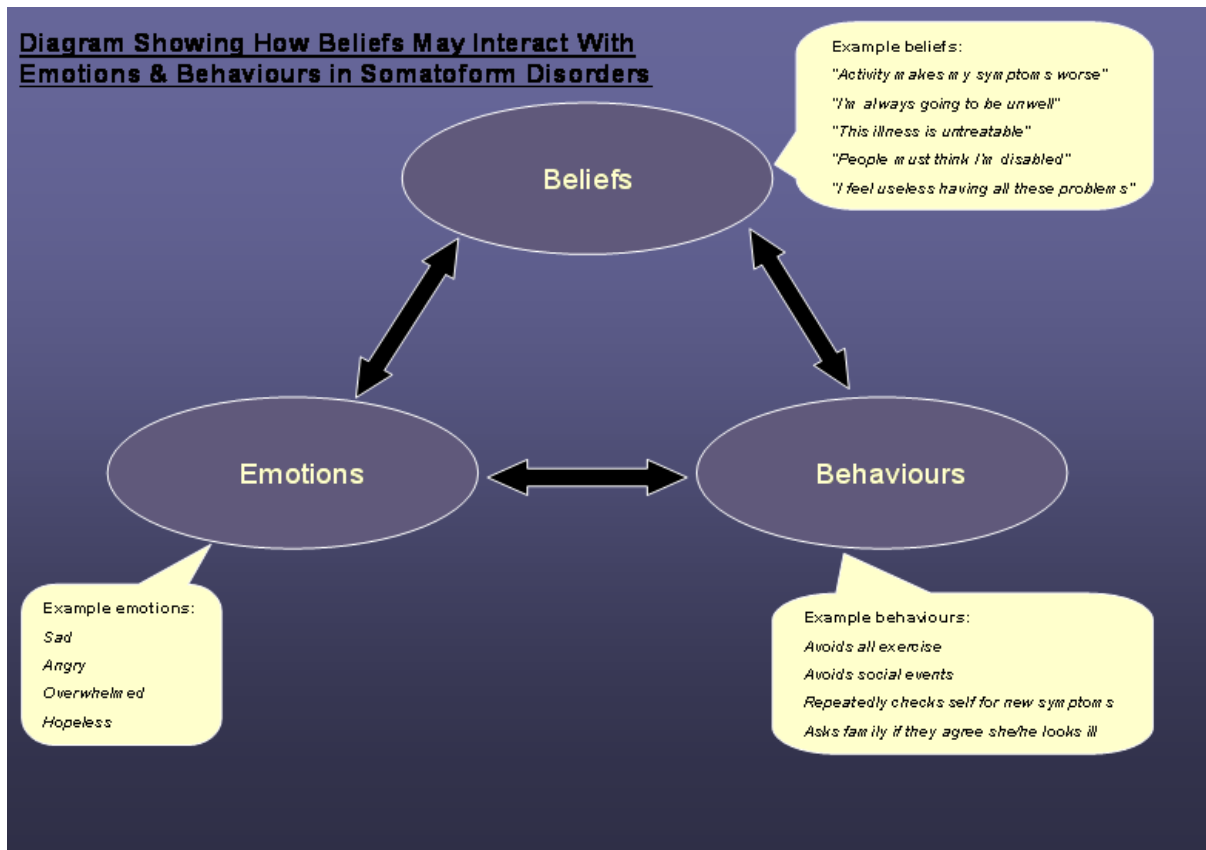 Diagram Showing How Beliefs May Interact With
Emotions & Behaviours in Somatoform Disorders
Example beliefs:
"Activity makes my symptoms worse"
"I'm always going to be unwell"
"This illness is untreatable"
"People must think I'm disabled"
"I feel useless having all these problems"
Beliefs
Emotions
Behaviours
Example emotions:
Sad
Angry
Overwhelmed
Hopeless
Example behaviours:
Avoids all exercise
Avoids social events
Repeatedly checks self for new symptoms
Asks family if they agree she/he looks ill